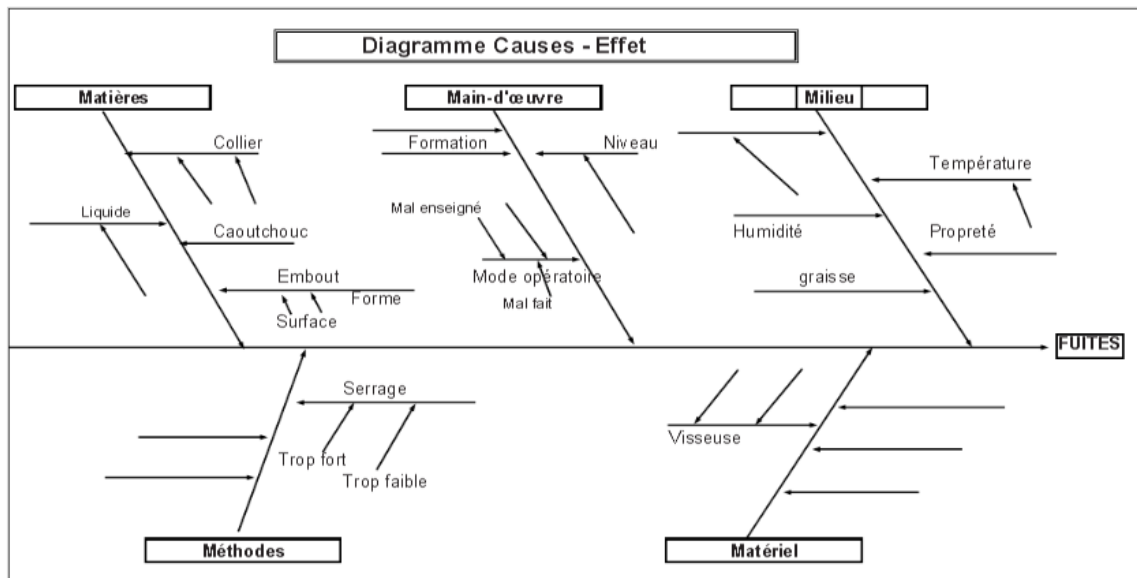 Diagramme Causes - Effet
Matières
Main-d'œuvre
Milieu
Collier
Formation
Niveau
Température
Liquide
Mal enseigné
Caoutchouc
Humidité
Propreté
Embout
Mode opératoire
graisse
Forme
Mal fait
Surface
FUITES
Serrage
Visseuse
Trop fort
Trop faible
Méthodes
Matériel